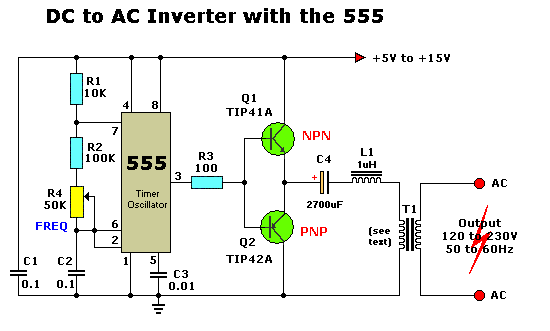 DC to AC Inverter with the 555
+5V to +15V
R1
10K
4
8
Q1
TIP41A
7
NPN
R2
100K
555
R3
100
C4
L1
1uH
Timer
Oscillator
3
+
AC
R4
50K
2700uF
T1
FREQ
6
PNP
(see
text)
Output
120 to 230V
50 to 60Hz
2
Q2
TIP42A
1
5
C1
0.1
C2
0.1
C3
0.01
AC